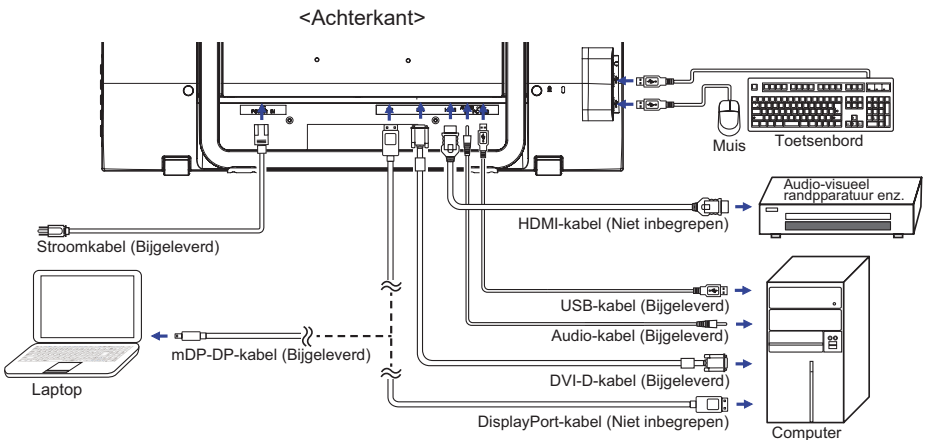 <Achterkant>
Muis
Toetsenbord
Audio-visueel
randpparatuur enz.
HDMI-kabel (Niet inbegrepen)
Stroomkabel (Bijgeleverd)
USB-kabel (Bijgeleverd)
Audio-kabel (Bijgeleverd)
mDP-DP-kabel (Bijgeleverd)
DVI-D-kabel (Bijgeleverd)
Laptop
DisplayPort-kabel (Niet inbegrepen)
Computer